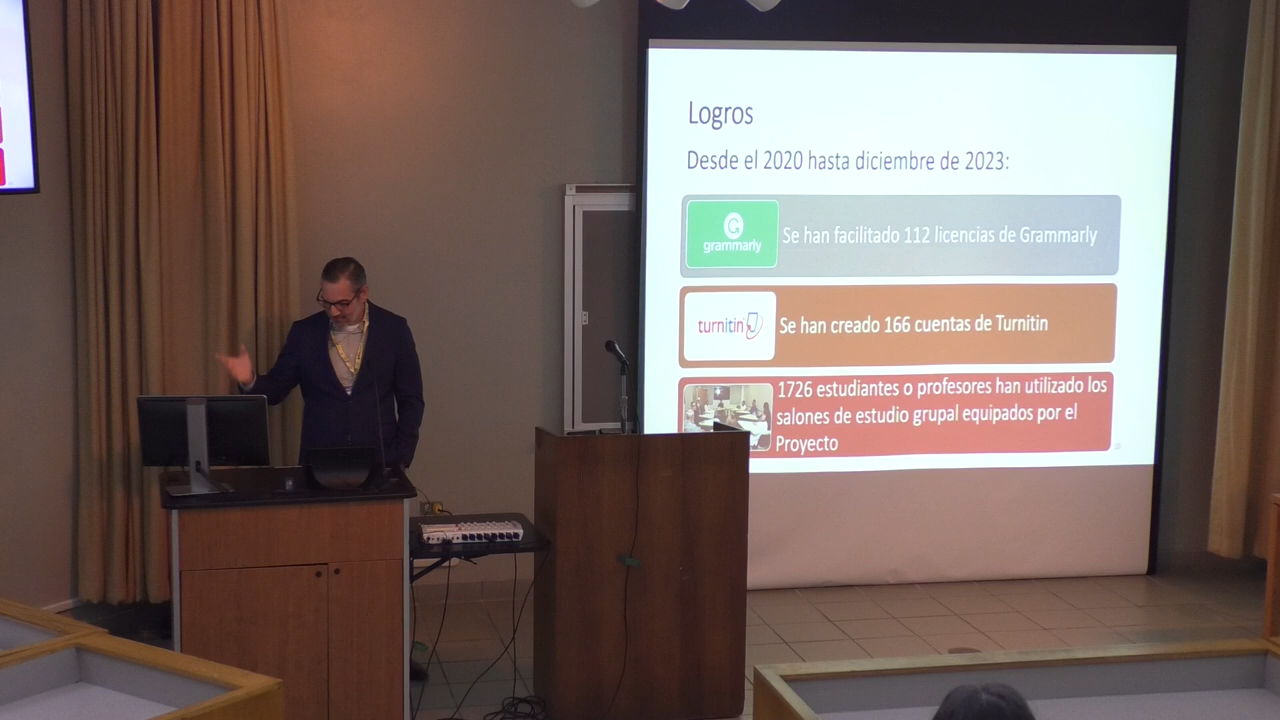 Logros
Desde el 2020 hasta diciembre de 2023:
G
grammarly
Se han facilitado 112 licencias de Grammarly
turnitin
Se han creado 166 cuentas de Turnitin
1726 estudiantes o profesores han utilizado los
salones de estudio grupal equipados por el
Proyecto